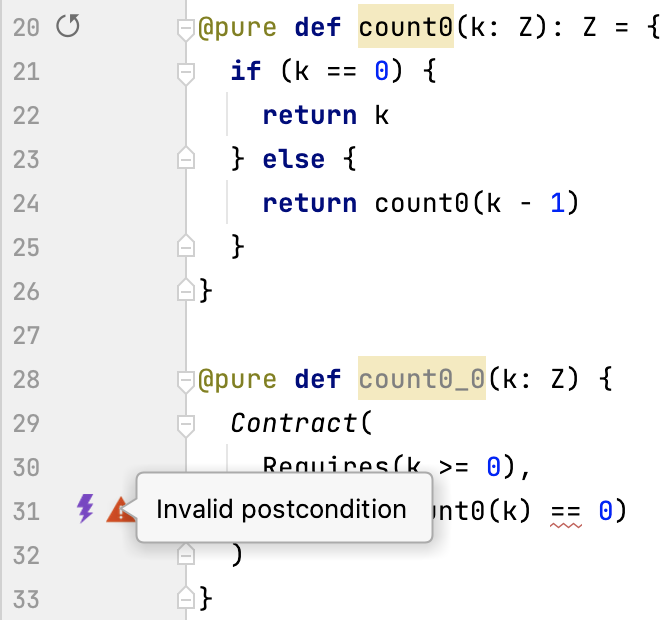 20 @pure def count0(k: Z): Z = {
21 if (k == 0) {
22 return k
23 } else {
24 return count0(k - 1)
25 }
26 }
27
28 @pure def count0_0(k: Z) {
29 Contract(
30 Requires(k >= 0),
31 Invalid postcondition nt0(k) == 0)
32 )
33 }